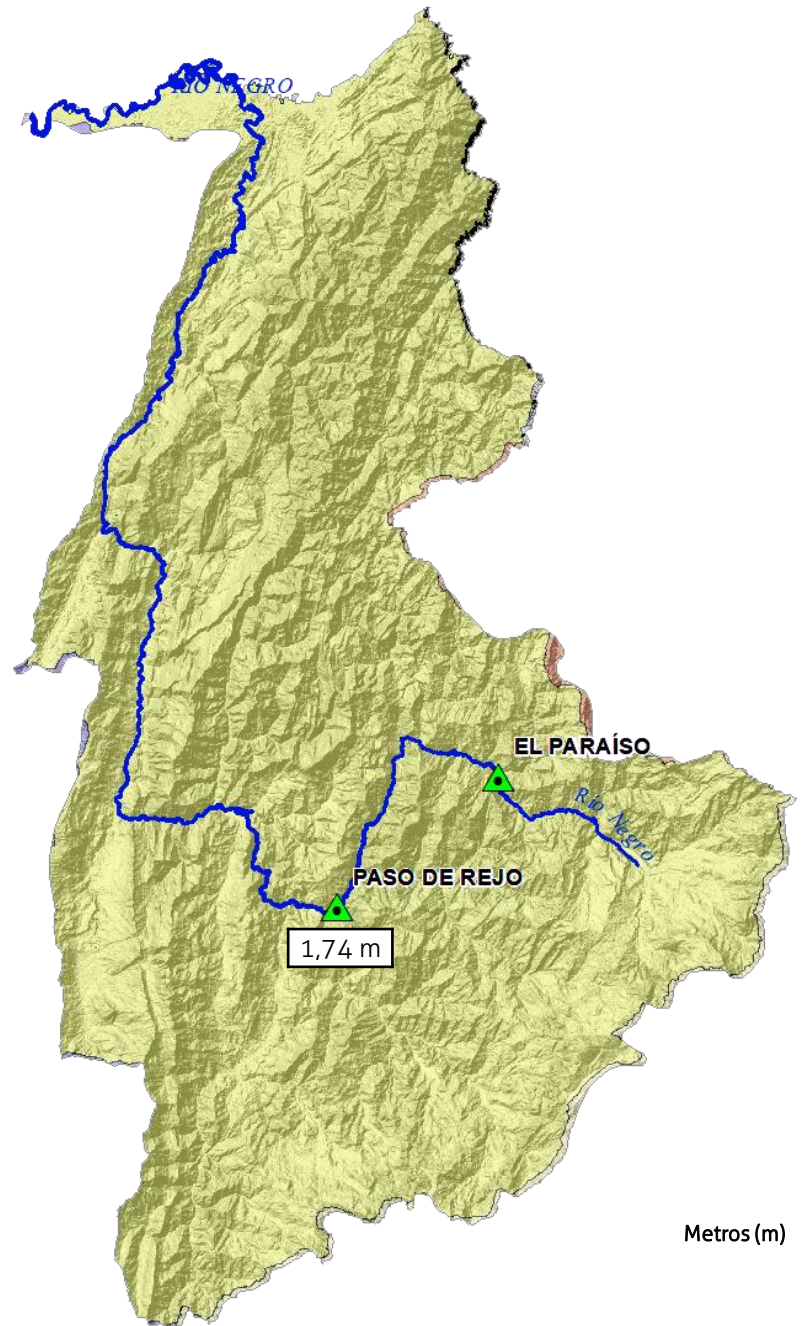 RÍO NEGRO
EL PARAÍSO
Río Negro
PASO DE REJO
1,74 m
Metros (m)